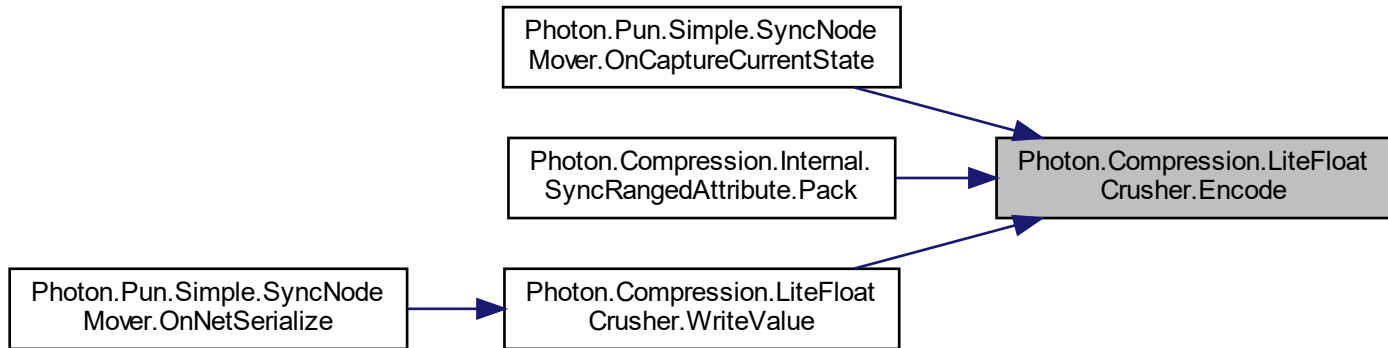 Photon.Pun.Simple.SyncNode
Mover.OnCaptureCurrentState
Photon.Compression.Internal.
SyncRangedAttribute.Pack
Photon.Compression.LiteFloat
Crusher.Encode
Photon.Pun.Simple.SyncNode
Mover.OnNetSerialize
Photon.Compression.LiteFloat
Crusher.WriteValue